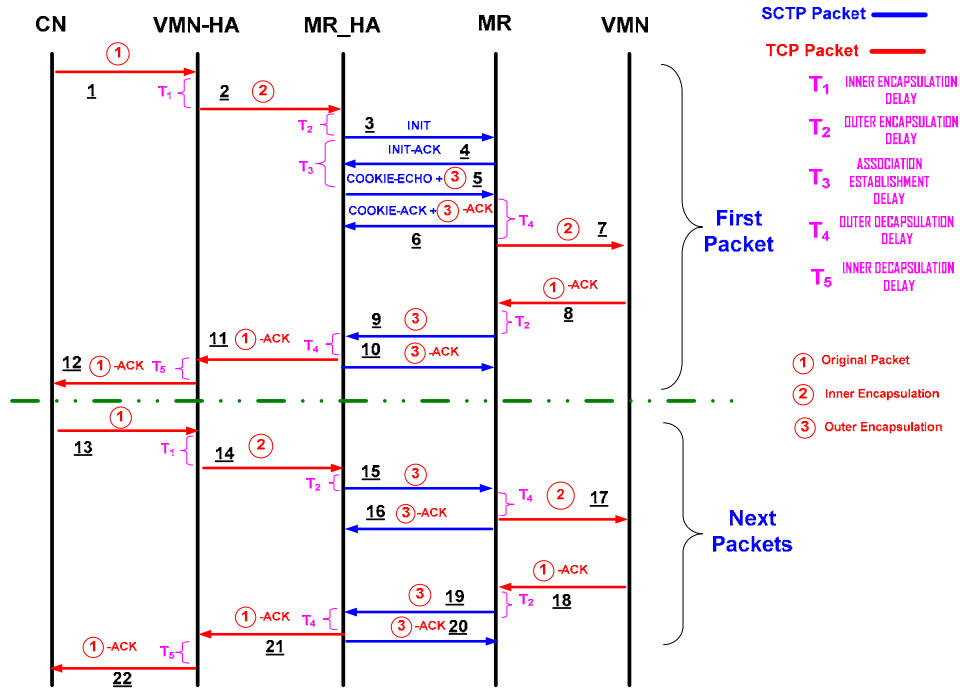 CN VMN-HA MR_HA MR VMN
SCTP Packet
TCP Packet
T1 INNER ENCAPSULATION
DELAY
T2 OUTER ENCAPSULATION
DELAY
T3 ASSOCIATION
ESTABLISHMENT
DELAY
T4 OUTER DECAPSULATION
DELAY
T5 INNER DECAPSULATION
DELAY
1 Original Packet
2 Inner Encapsulation
3 Outer Encapsulation
1
1
T1
2 2
T2
3 INIT
INIT-ACK 4
T3
COOKIE-ECHO + 3 5
COOKIE-ACK + 3 -ACK
6
T4
2 7
First
Packet
1 -ACK
8
T2
9 3
T4
11 1 -ACK
10 3 -ACK
12 1 -ACK T5
1
13
T1
14 2
T2
15 3
T4
2 17
16 3 -ACK
Next
Packets
1 -ACK
18
T2
3 19
T4
1 -ACK
21
3 -ACK 20
1 -ACK T5
22